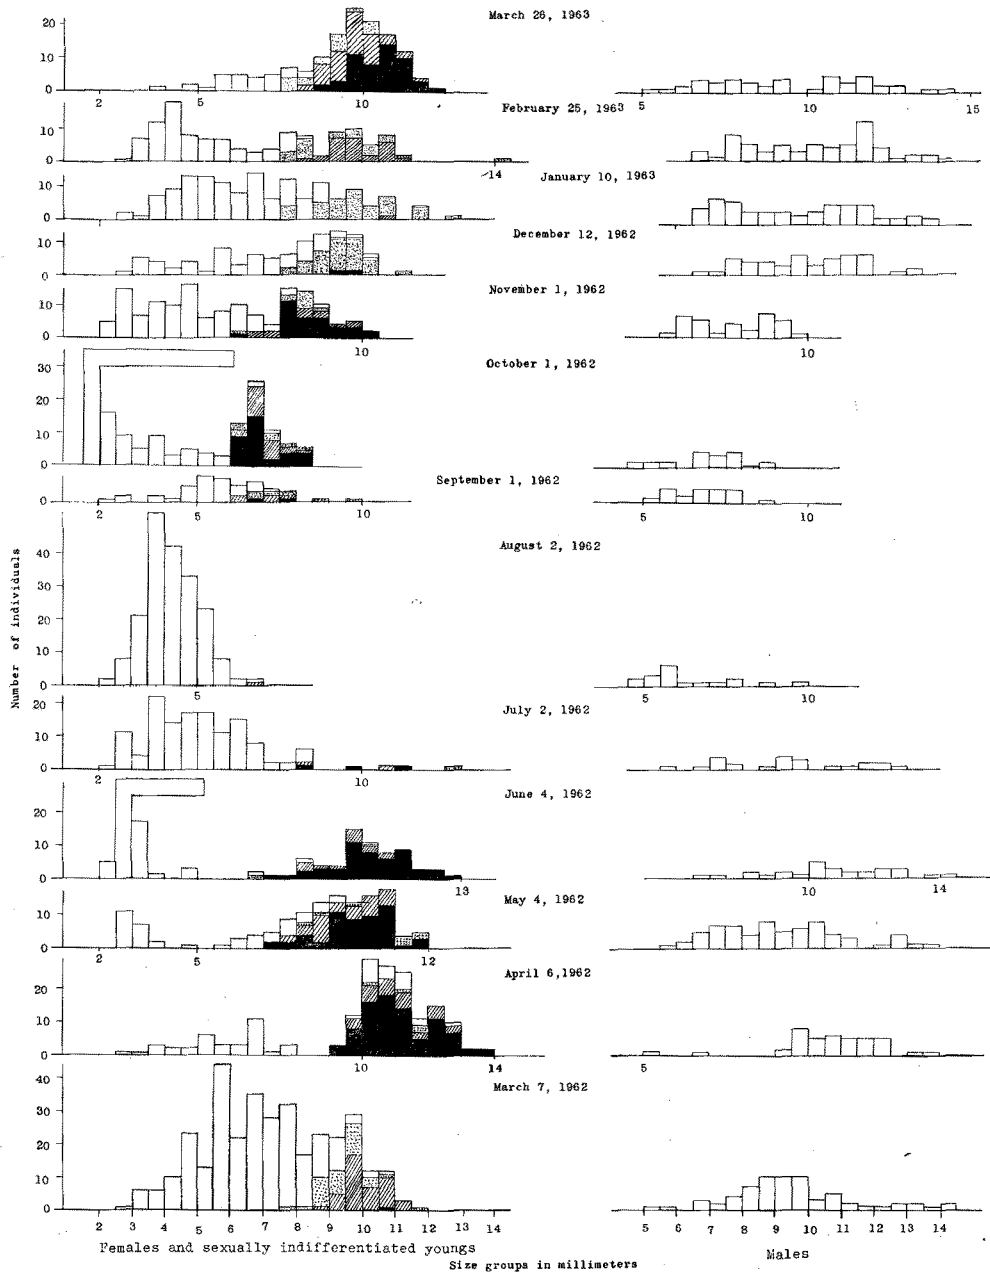 March 26, 1963
20
10
0
2 5 10 5 10 15
February 25, 1963
10
0
14
January 10, 1963
10
0
December 12, 1962
10
0
November 1, 1962
10
0
10 10
October 1, 1962
30
20
10
0
September 1, 1962
0
2 5 10 5 10
August 2, 1962
40
30
20
10
0
5 5 10
July 2, 1962
20
10
0
2 10
June 4, 1962
20
10
0
13 10 14
May 4, 1962
10
0
2 5 12
April 6,1962
20
10
0
10 14 5
March 7, 1962
40
30
20
10
0
2 3 4 5 6 7 8 9 10 11 12 13 14 5 6 7 8 9 10 11 12 13 14
Number of individuals
Females and sexually indifferentiated youngs
Males
Size groups in millimeters